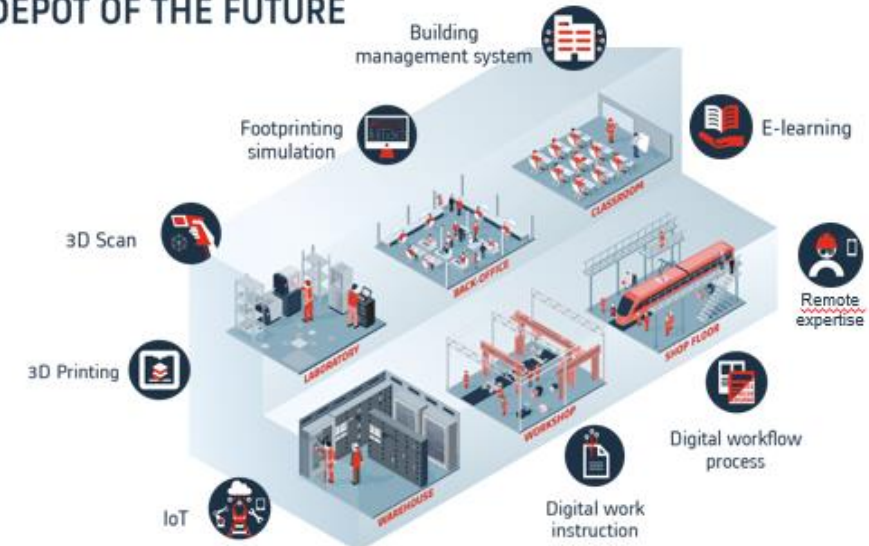 DEPOT OF THE FUTURE
Building
management system
Footprinting
simulation
E-learning
CLASSROOM
3D Scan
BACK-OFFICE
Remote
expertise
LABORATORY
SHOP FLOOR
3D Printing
WORKSHOP
Digital workflow
process
WAREHOUSE
IoT
Digital work
instruction